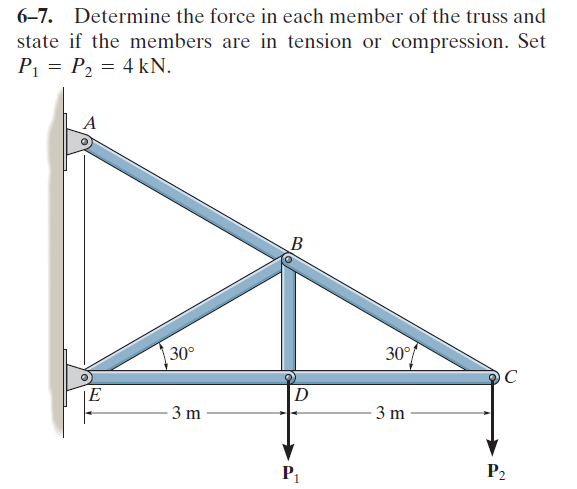 6–7. Determine the force in each member of the truss and
state if the members are in tension or compression. Set
P₁ = P₂ = 4 kN.
A
B
30°
30°
C
E
D
3 m
3 m
P₁
P₂